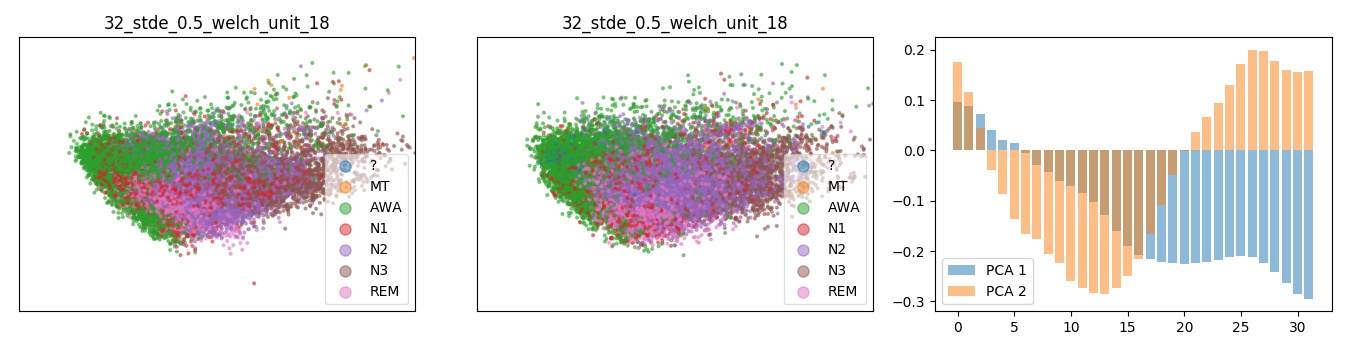 32_stde_0.5_welch_unit_18
?
MT
AWA
N1
N2
N3
REM
32_stde_0.5_welch_unit_18
?
MT
AWA
N1
N2
N3
REM
0.2
0.1
0.0
−0.1
−0.2
−0.3
PCA 1
PCA 2
0 5 10 15 20 25 30